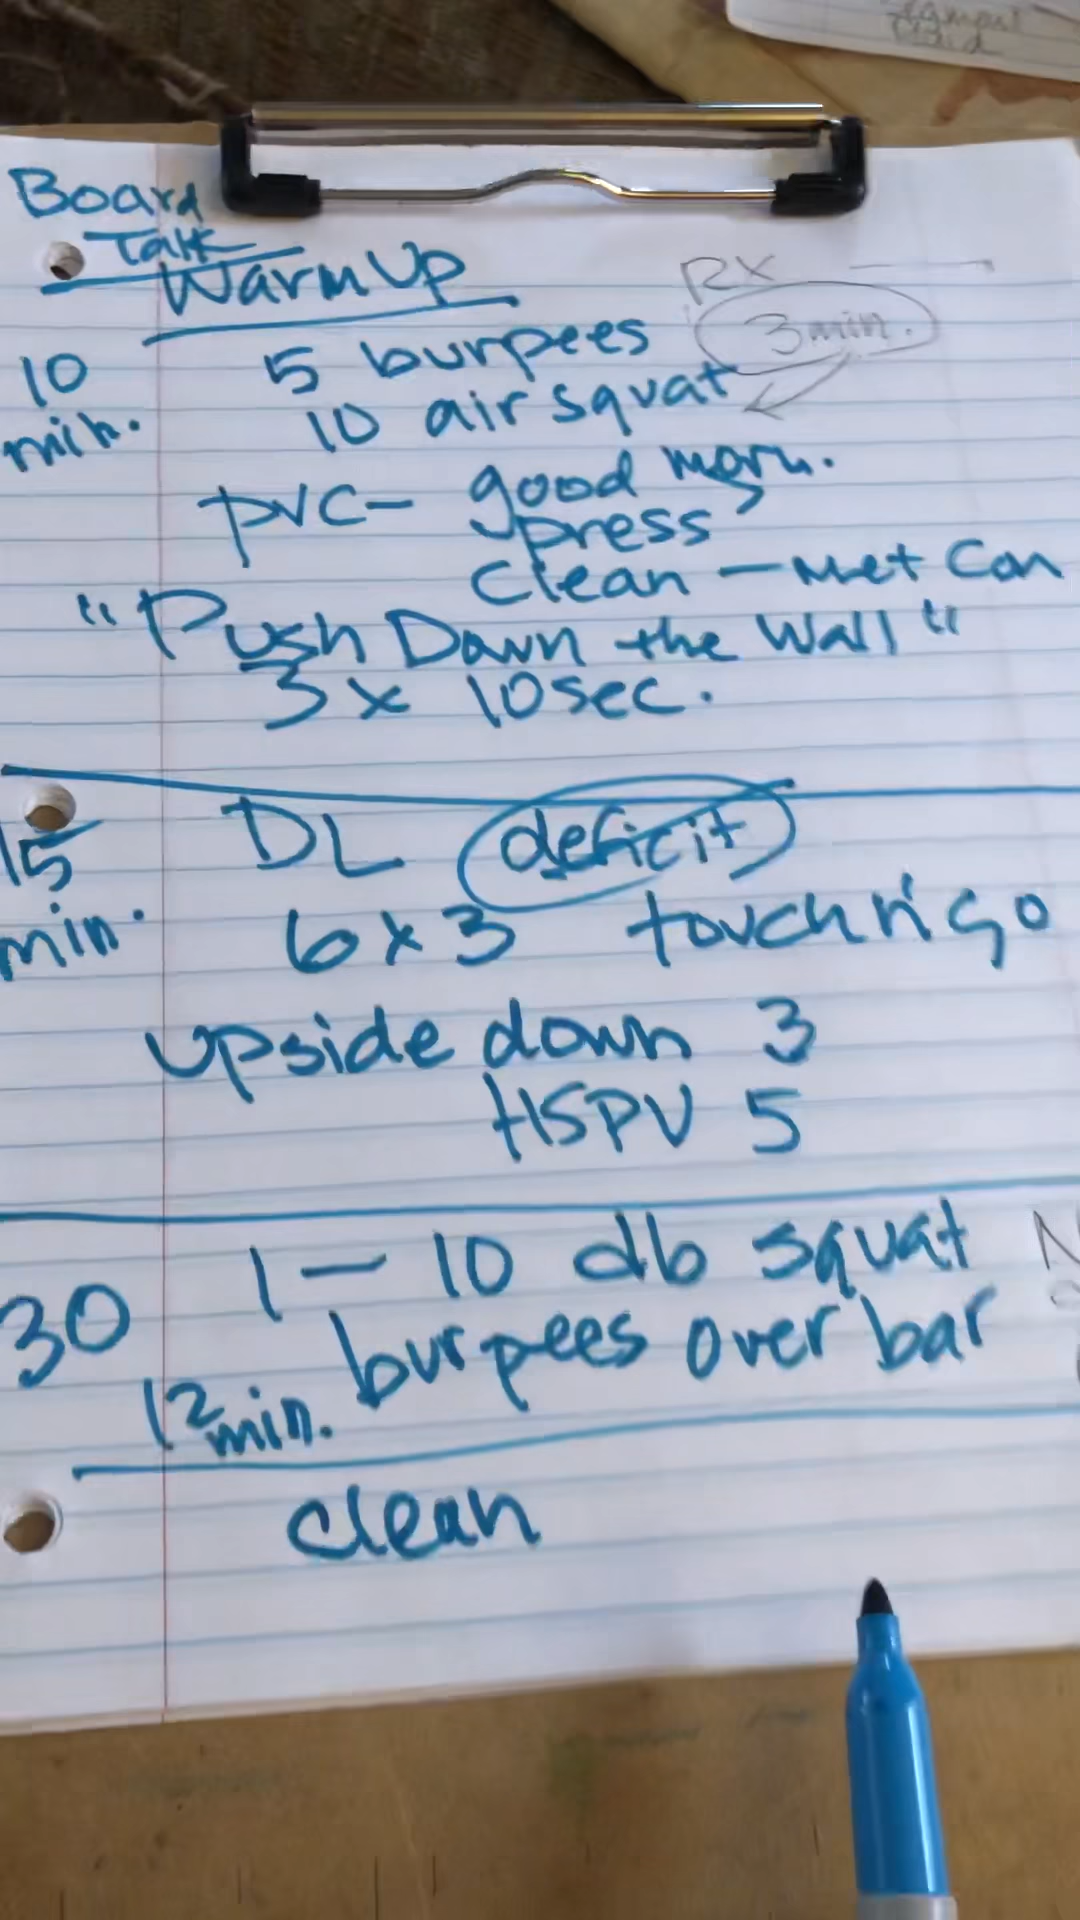 Board
Talk
Warm Up
RX
3 min.
10
min.
5 burpees
10 air squat
PVC - good morn.
press
Clean - Met Con
"Push Down the Wall"
3 x 10 sec.
15
min.
DL deficit
6 x 3 touch n' go
upside down 3
HSPU 5
30
1 - 10 db squat
burpees over bar
12 min.
clean